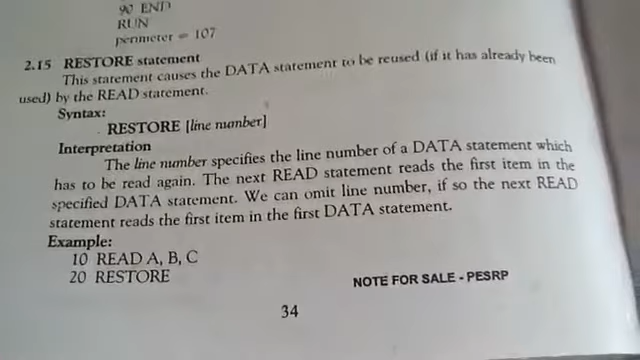 90 END
RUN
perimeter = 107
2.15 RESTORE statement
This statement causes the DATA statement to be reused (if it has already been
used) by the READ statement.
Syntax:
RESTORE [line number]
Interpretation
The line number specifies the line number of a DATA statement which
has to be read again. The next READ statement reads the first item in the
specified DATA statement. We can omit line number, if so the next READ
statement reads the first item in the first DATA statement.
Example:
10 READ A, B, C
20 RESTORE
NOTE FOR SALE - PESRP
34